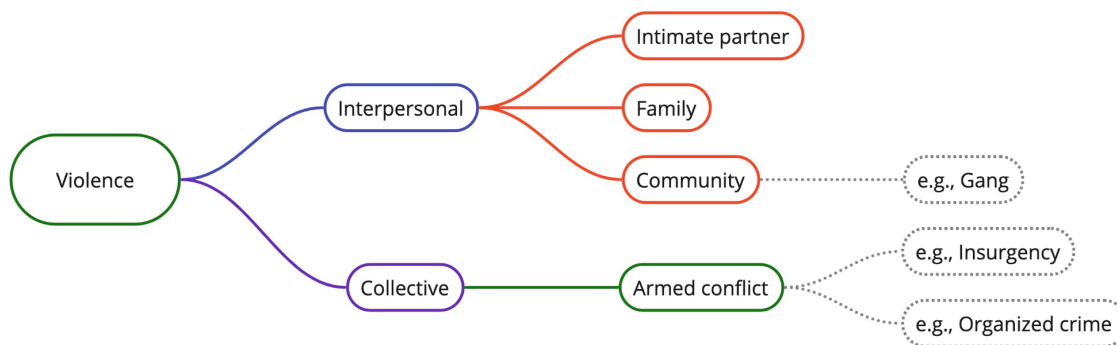 Intimate partner
Interpersonal
Family
Violence
Community
e.g., Gang
e.g., Insurgency
Collective
Armed conflict
e.g., Organized crime